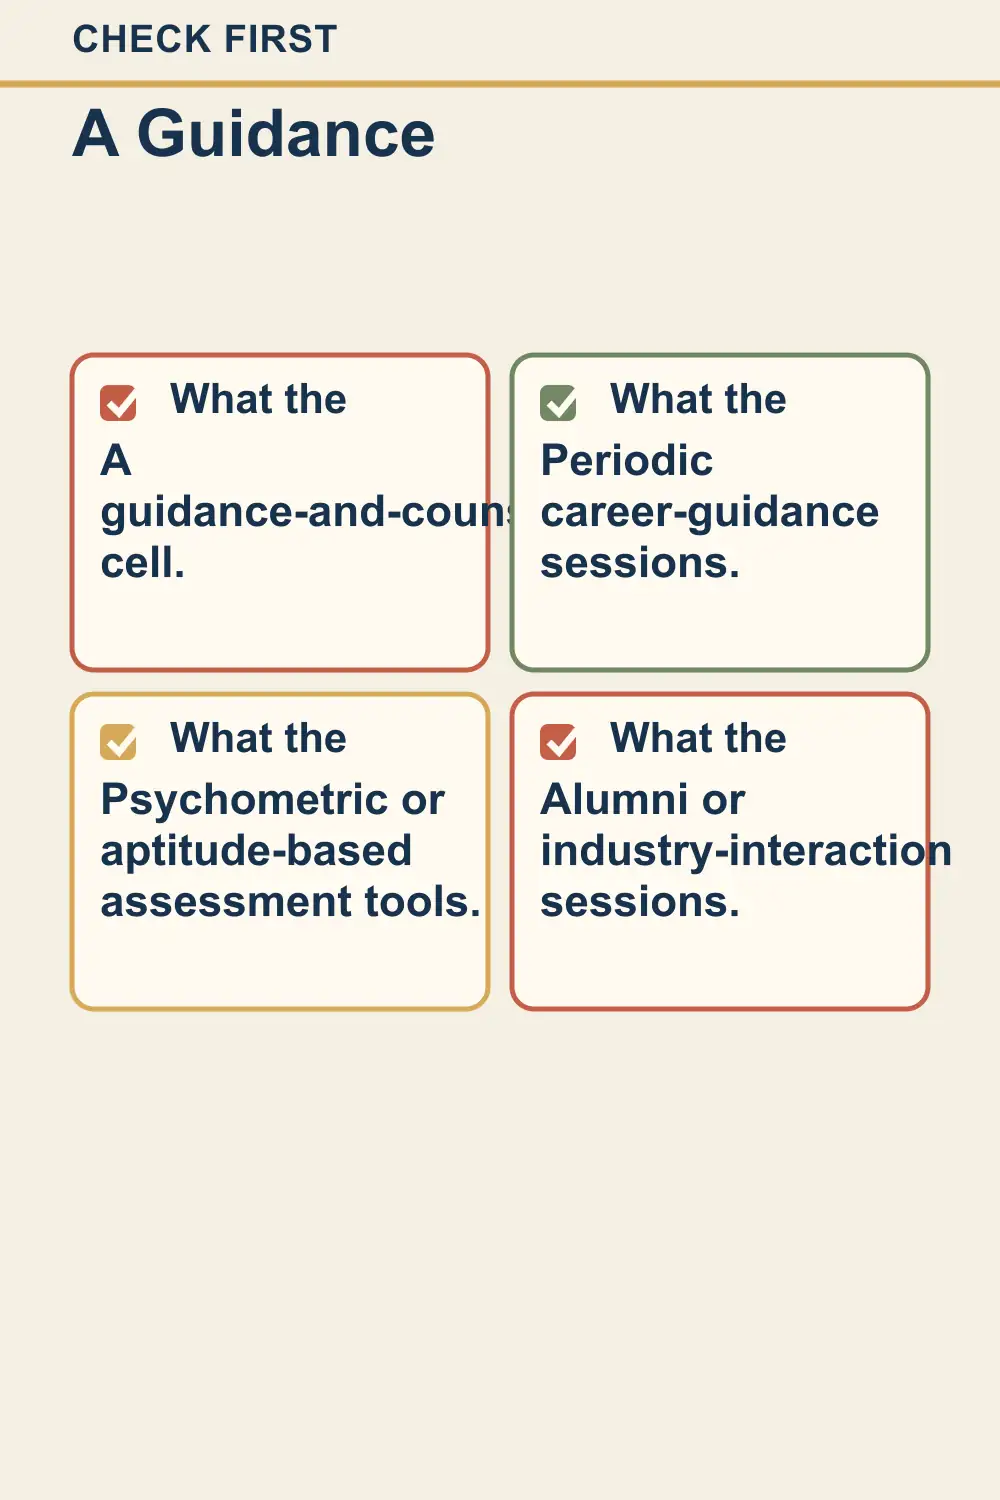 CHECK FIRST
A Guidance
What the
A
guidance-and-coun
cell.
What the
Periodic
career-guidance
sessions.
What the
Psychometric or
aptitude-based
assessment tools.
What the
Alumni or
industry-interaction
sessions.